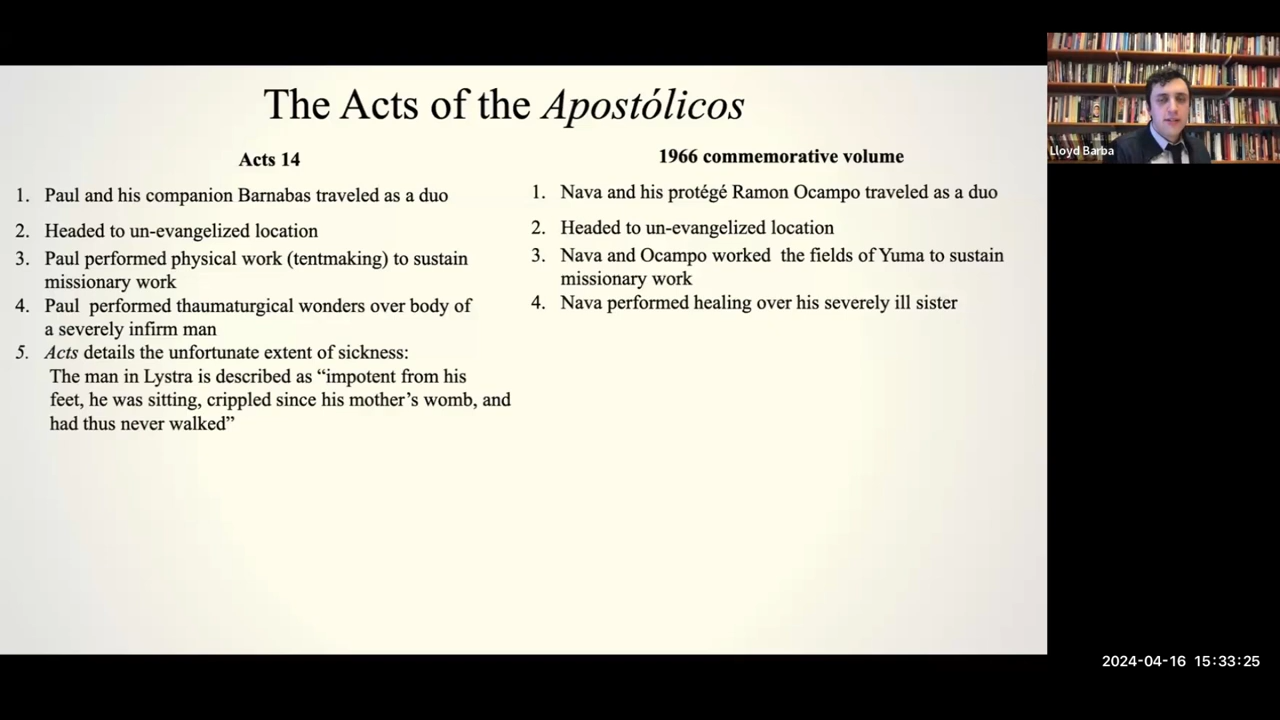 The Acts of the Apostólicos
Acts 14
1. Paul and his companion Barnabas traveled as a duo
2. Headed to un-evangelized location
3. Paul performed physical work (tentmaking) to sustain
missionary work
4. Paul performed thaumaturgical wonders over body of
a severely infirm man
5. Acts details the unfortunate extent of sickness:
The man in Lystra is described as “impotent from his
feet, he was sitting, crippled since his mother’s womb, and
had thus never walked”
1966 commemorative volume
1. Nava and his protégé Ramon Ocampo traveled as a duo
2. Headed to un-evangelized location
3. Nava and Ocampo worked the fields of Yuma to sustain
missionary work
4. Nava performed healing over his severely ill sister
Lloyd Barba
2024-04-16 15:33:25